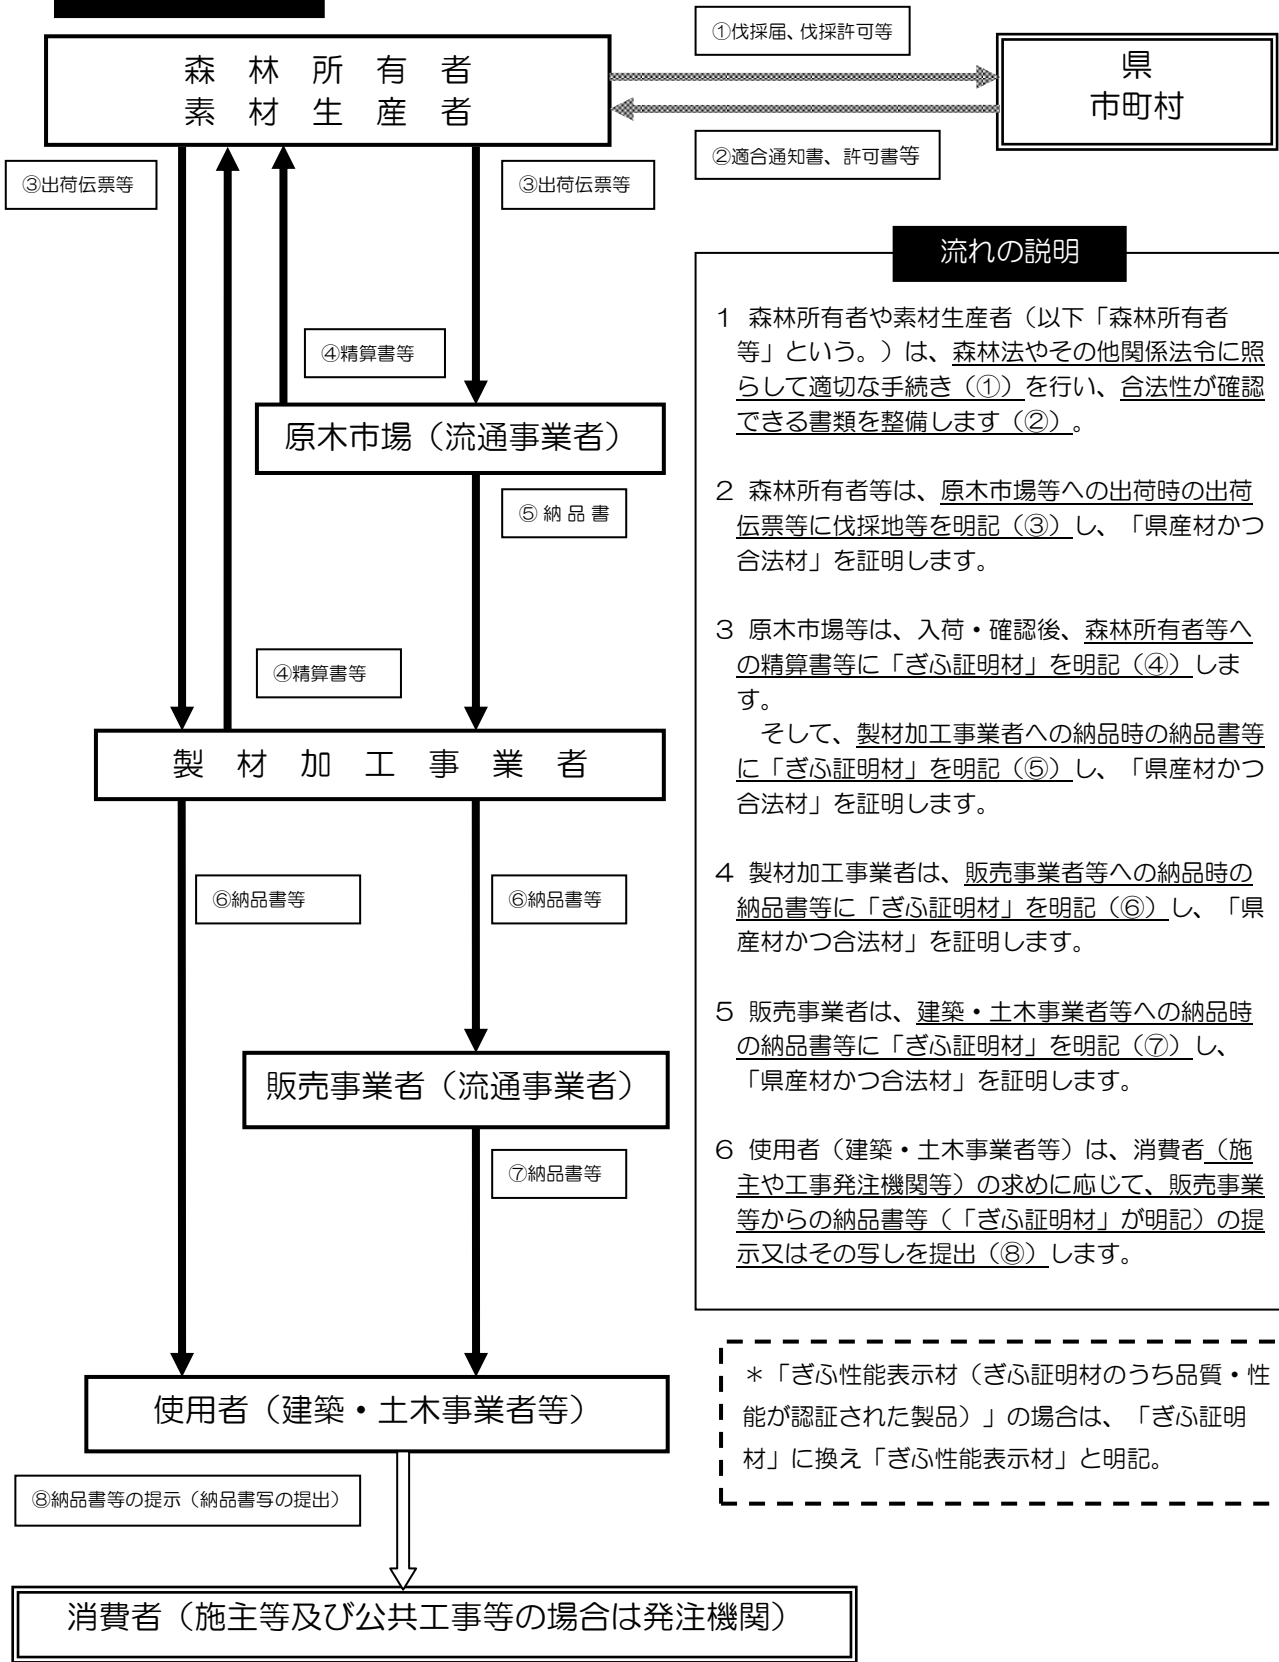 ①伐採届、伐採許可等
森林所有者
素材生産者
県
市町村
②適合通知書、許可書等
③出荷伝票等
③出荷伝票等
④精算書等
原木市場（流通事業者）
⑤納品書
④精算書等
製材加工事業者
⑥納品書等
⑥納品書等
販売事業者（流通事業者）
⑦納品書等
使用者（建築・土木事業者等）
⑧納品書等の提示（納品書写の提出）
消費者（施主等及び公共工事等の場合は発注機関）
流れの説明
1 森林所有者や素材生産者（以下「森林所有者
等」という。）は、森林法やその他関係法令に照
らして適切な手続き（①）を行い、合法性が確認
できる書類を整備します（②）。
2 森林所有者等は、原木市場等への出荷時の出荷
伝票等に伐採地等を明記（③）し、「県産材かつ
合法材」を証明します。
3 原木市場等は、入荷・確認後、森林所有者等へ
の精算書等に「ぎふ証明材」を明記（④）しま
す。
そして、製材加工事業者への納品時の納品書等
に「ぎふ証明材」を明記（⑤）し、「県産材かつ
合法材」を証明します。
4 製材加工事業者は、販売事業者等への納品時の
納品書等に「ぎふ証明材」を明記（⑥）し、「県
産材かつ合法材」を証明します。
5 販売事業者は、建築・土木事業者等への納品時
の納品書等に「ぎふ証明材」を明記（⑦）し、
「県産材かつ合法材」を証明します。
6 使用者（建築・土木事業者等）は、消費者（施
主や工事発注機関等）の求めに応じて、販売事業
等からの納品書等（「ぎふ証明材」が明記）の提
示又はその写しを提出（⑧）します。
＊「ぎふ性能表示材（ぎふ証明材のうち品質・性
能が認証された製品）」の場合は、「ぎふ証明
材」に換え「ぎふ性能表示材」と明記。